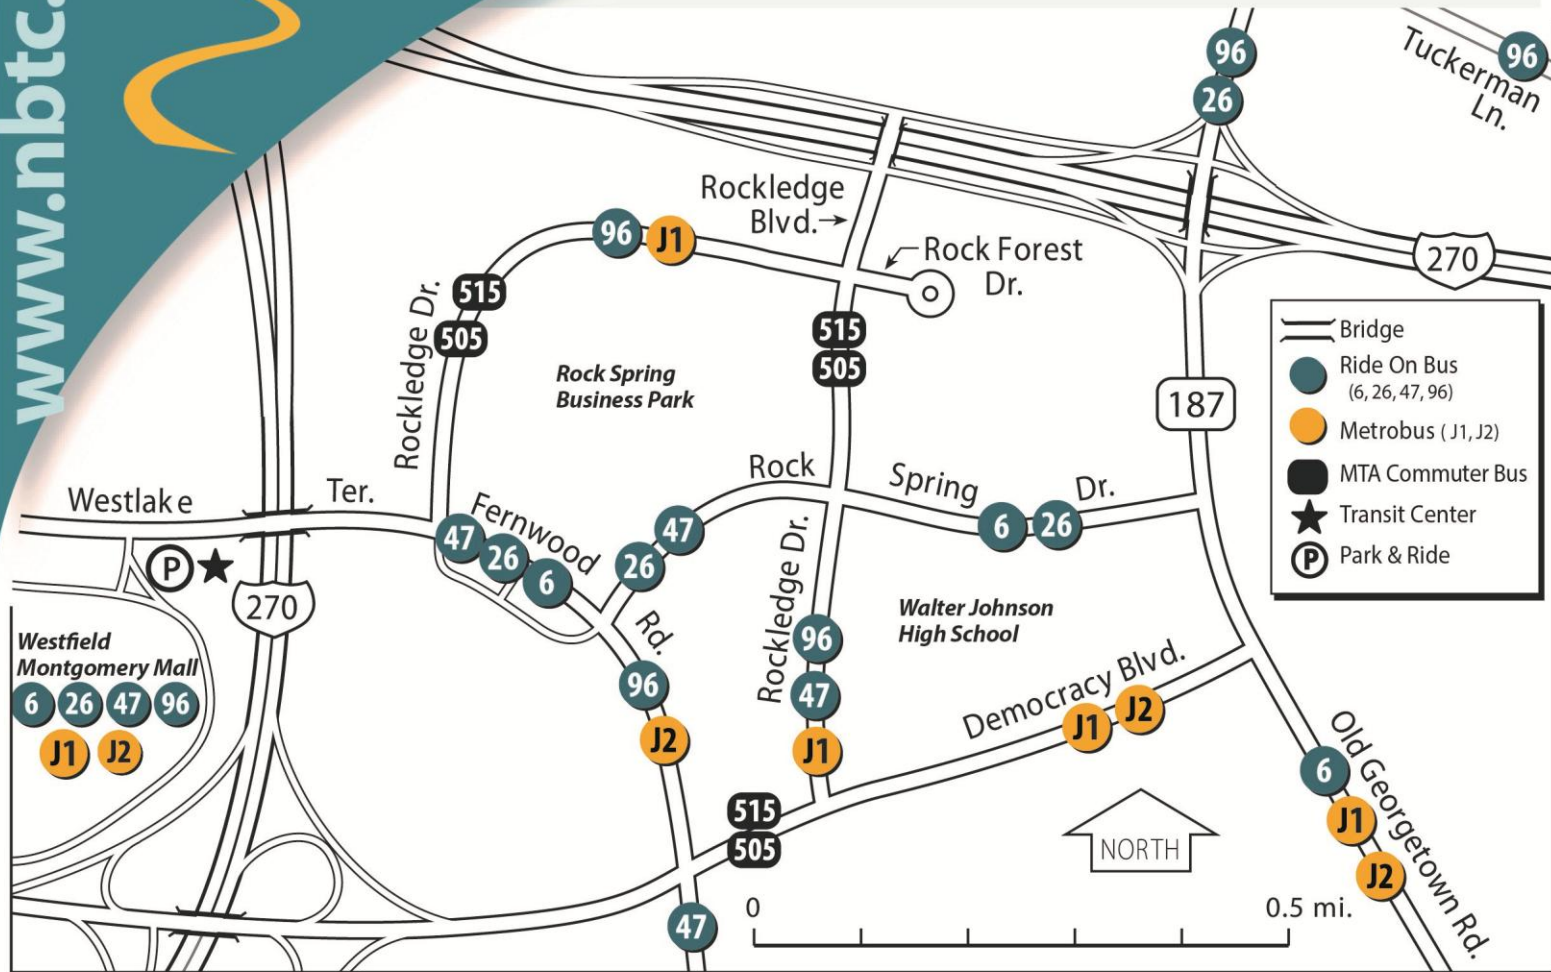 www.nbtc.
96
26
Tuckerman
Ln.
96
Rockledge
Blvd.
96
J1
Rock Forest
Dr.
270
515
505
Rockledge Dr.
515
505
Rock Spring
Business Park
187
Bridge
Ride On Bus
(6, 26, 47, 96)
Metrobus ( J1, J2)
MTA Commuter Bus
Transit Center
P
Park & Ride
Westlake Ter.
Rock Spring Dr.
Fernwood Rd.
47
26
6
26
47
6
26
P
270
Rockledge Dr.
Walter Johnson
High School
Westfield
Montgomery Mall
6
26
47
96
J1
J2
96
J2
96
47
J1
Democracy Blvd.
J1
J2
Old Georgetown Rd.
6
J1
J2
515
505
NORTH
47
0
0.5 mi.